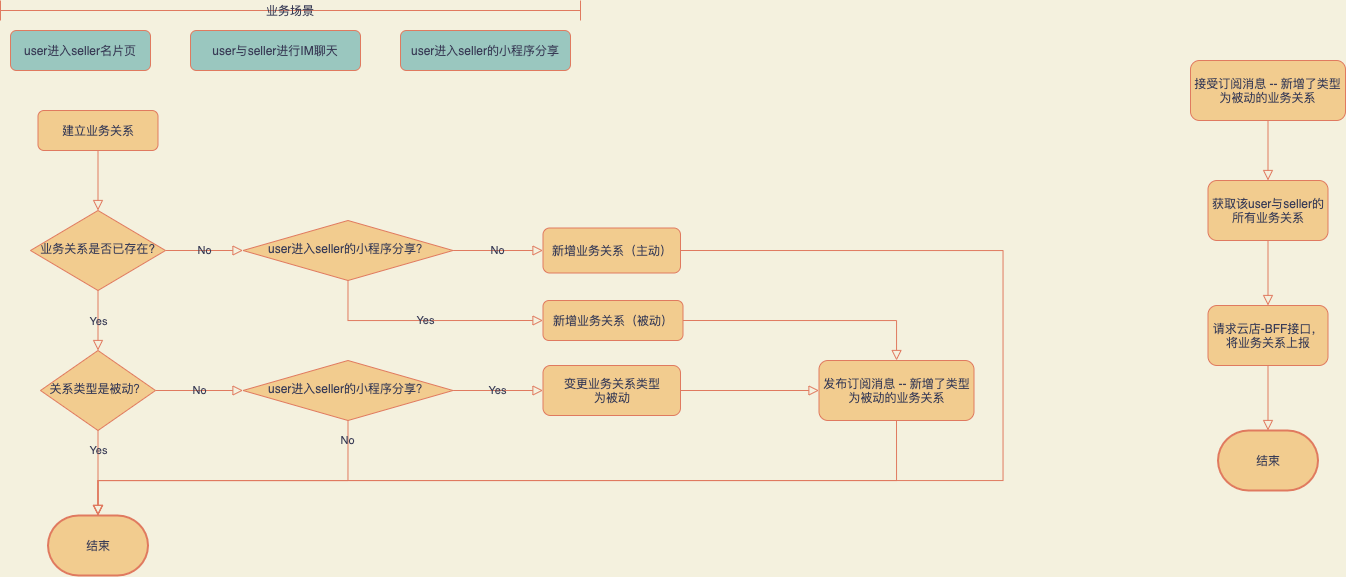 业务场景
user进入seller名片页
user与seller进行IM聊天
user进入seller的小程序分享
建立业务关系
业务关系是否已存在?
No
user进入seller的小程序分享?
No
新增业务关系（主动）
Yes
Yes
新增业务关系（被动）
关系类型是被动?
No
user进入seller的小程序分享?
Yes
变更业务关系类型
为被动
发布订阅消息 -- 新增了类型
为被动的业务关系
Yes
No
结束
接受订阅消息 -- 新增了类型
为被动的业务关系
获取该user与seller的
所有业务关系
请求云店-BFF接口，
将业务关系上报
结束